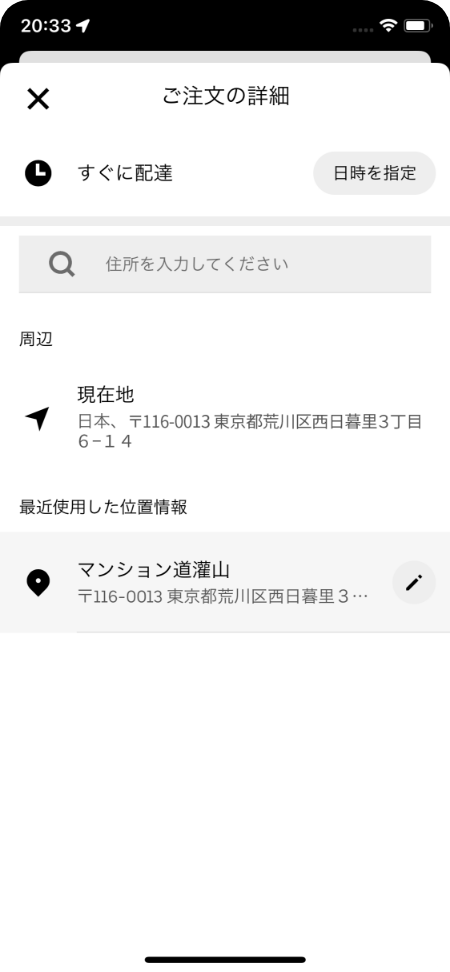 20:33
ご注文の詳細
すぐに配達
日時を指定
住所を入力してください
周辺
現在地
日本、〒116-0013 東京都荒川区西日暮里3丁目
６−１４
最近使用した位置情報
マンション道灌山
〒116-0013 東京都荒川区西日暮里３…